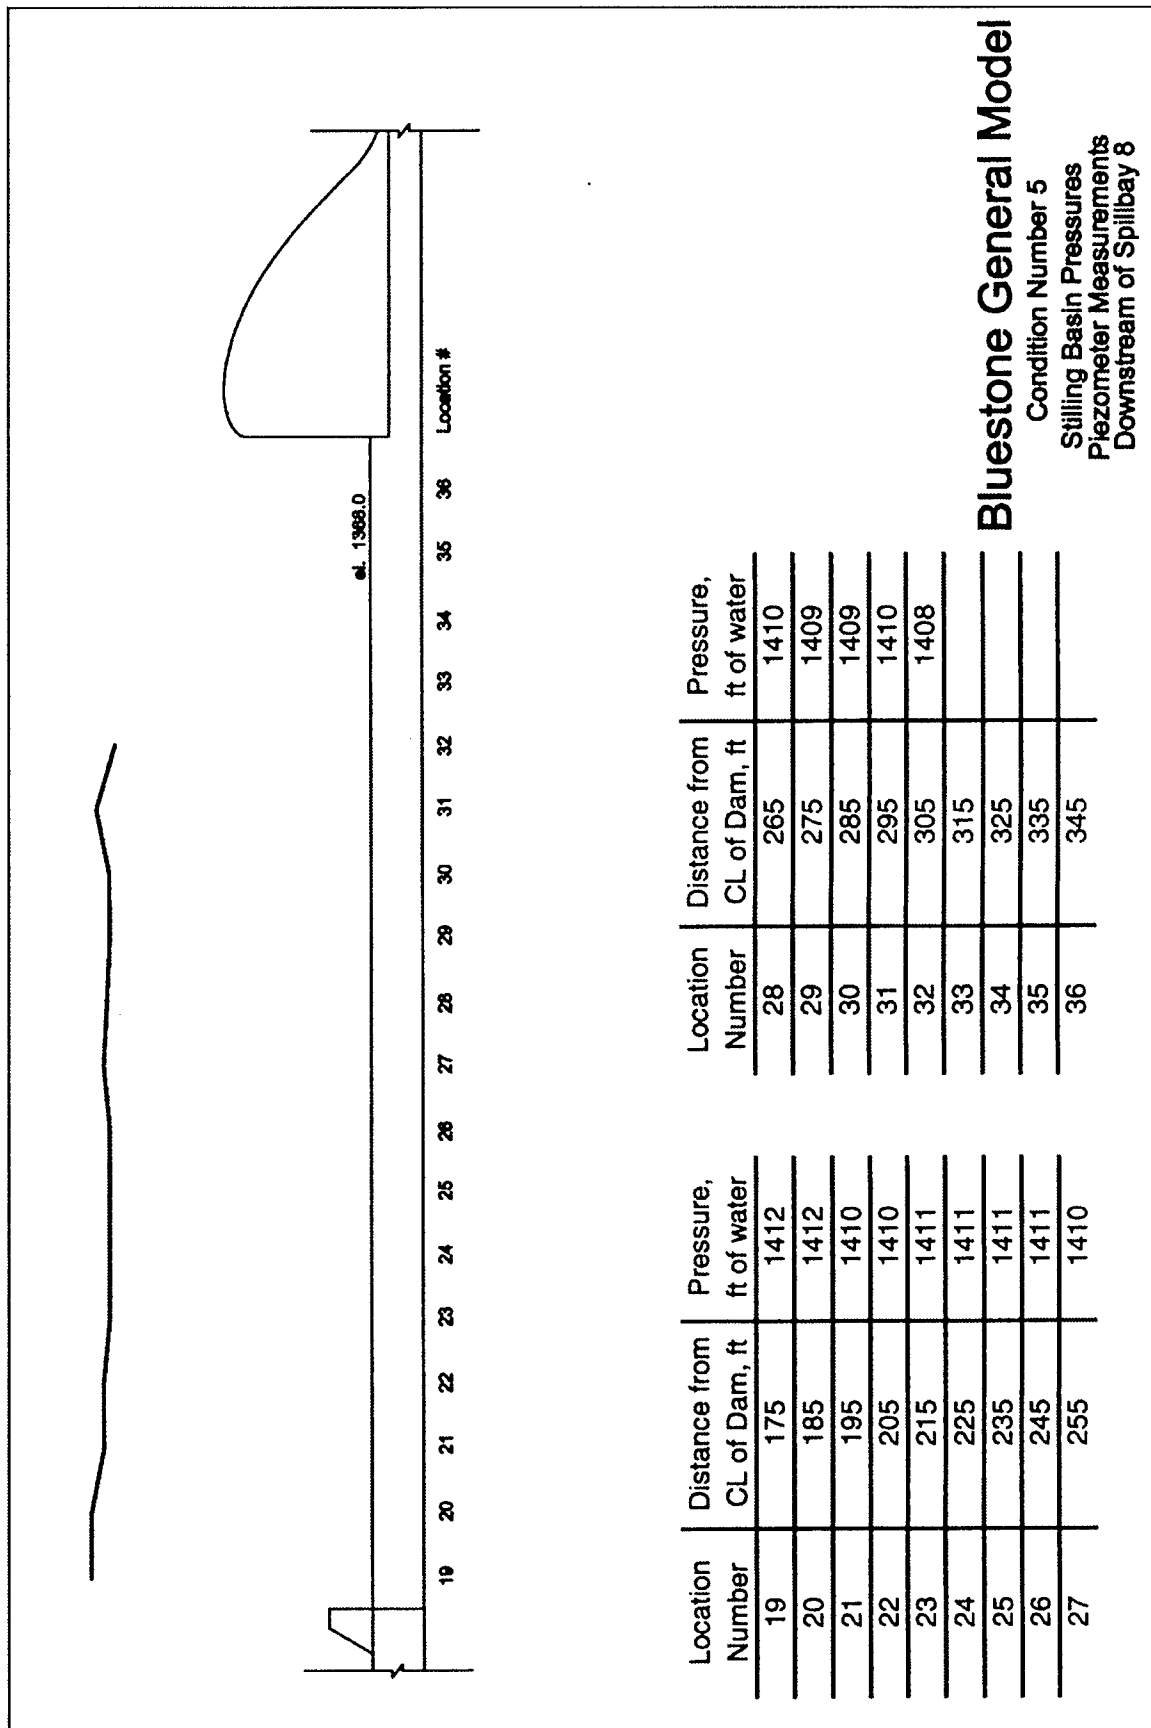 el. 1368.0
19 20 21 22 23 24 25 26 27 28 29 30 31 32 33 34 35 36 Location #
Location Number | Distance from CL of Dam, ft | Pressure, ft of water
19 175 1412
20 185 1412
21 195 1410
22 205 1410
23 215 1411
24 225 1411
25 235 1411
26 245 1411
27 255 1410
Location Number | Distance from CL of Dam, ft | Pressure, ft of water
28 265 1410
29 275 1409
30 285 1409
31 295 1410
32 305 1408
33 315
34 325
35 335
36 345
Bluestone General Model
Condition Number 5
Stilling Basin Pressures
Piezometer Measurements
Downstream of Spillbay 8